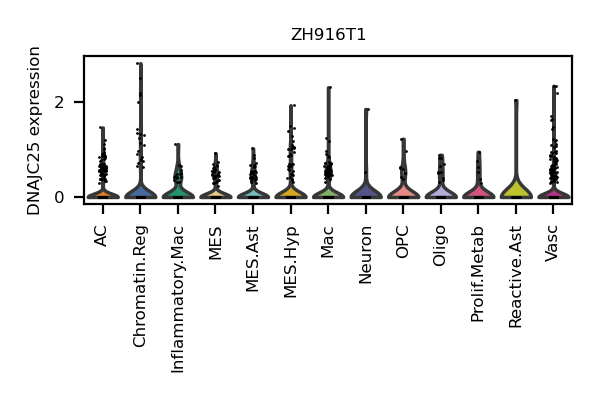 ZH916T1
DNAJC25 expression
2
0
AC
Chromatin.Reg
Inflammatory.Mac
MES
MES.Ast
MES.Hyp
Mac
Neuron
OPC
Oligo
Prolif.Metab
Reactive.Ast
Vasc